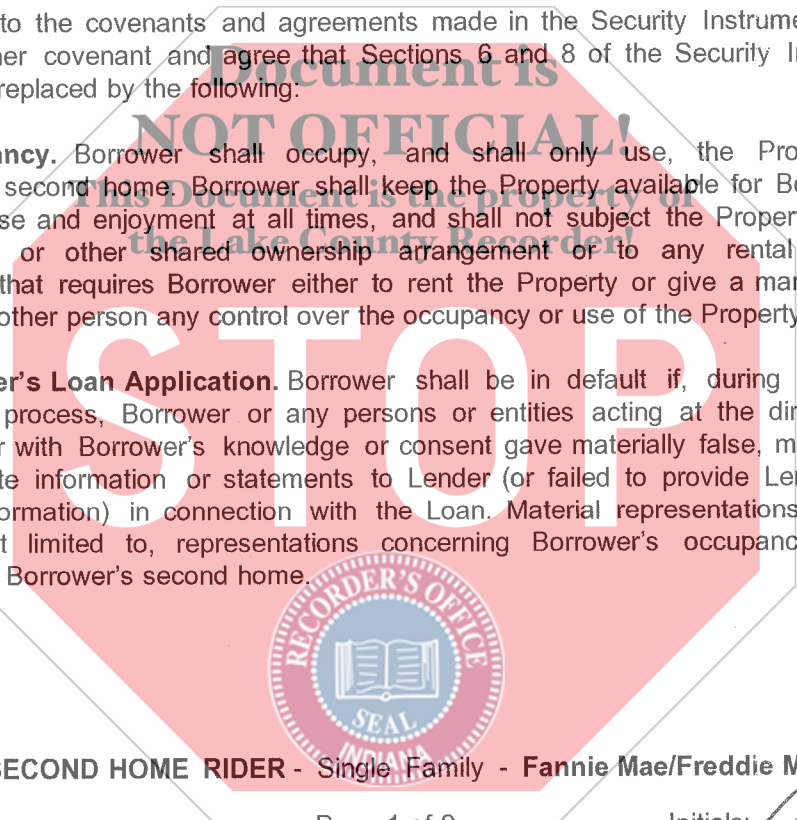 to the covenants and agreements made in the Security Instrume
ner covenant and agree that Sections 6 and 8 of the Security I
replaced by the following:
Document is
NOT OFFICIAL!
This Document is the property of
the Lake County Recorder!
ancy. Borrower shall occupy, and shall only use, the Pro
second home. Borrower shall keep the Property available for Bo
se and enjoyment at all times, and shall not subject the Propert
or other shared ownership arrangement or to any rental
that requires Borrower either to rent the Property or give a man
other person any control over the occupancy or use of the Property
er's Loan Application. Borrower shall be in default if, during
process, Borrower or any persons or entities acting at the dir
r with Borrower's knowledge or consent gave materially false, m
te information or statements to Lender (or failed to provide Len
ormation) in connection with the Loan. Material representations
t limited to, representations concerning Borrower's occupanc
Borrower's second home.
STOP
RECORDER'S OFFICE
SEAL
INDIANA
SECOND HOME RIDER - Single Family - Fannie Mae/Freddie M
Initials: